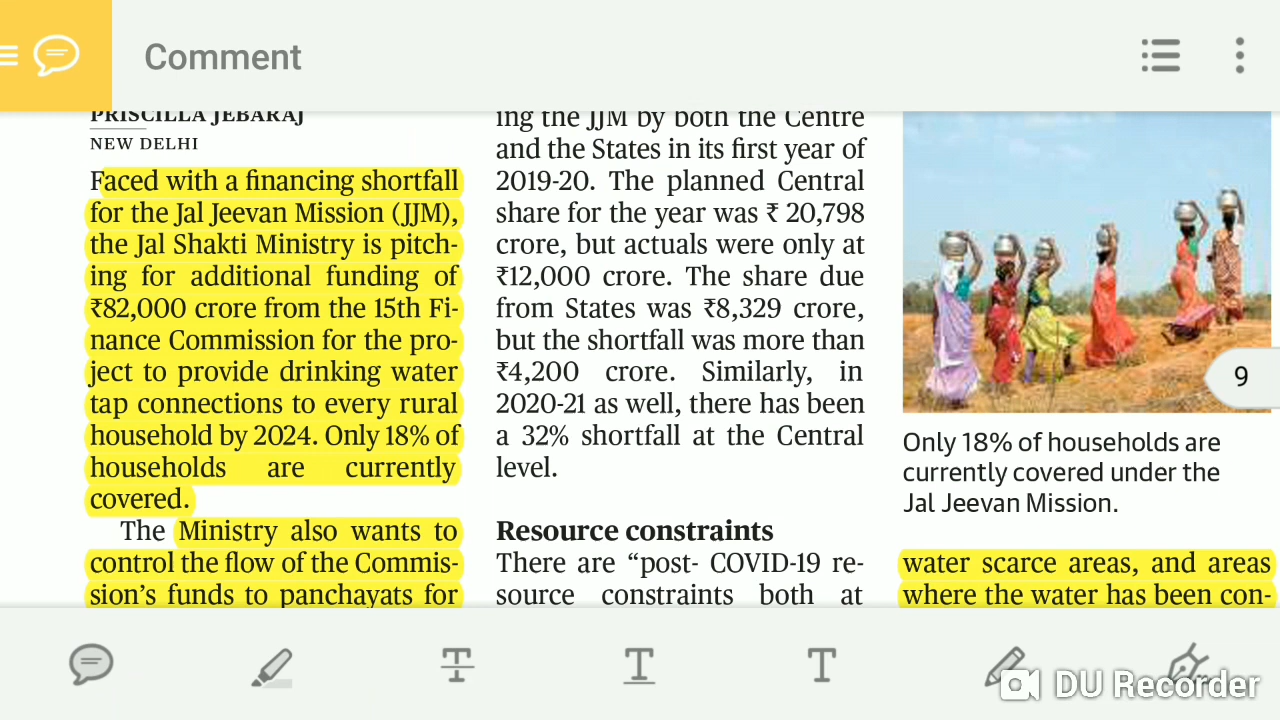 Comment
PRISCILLA JEBARAJ
NEW DELHI
Faced with a financing shortfall
for the Jal Jeevan Mission (JJM),
the Jal Shakti Ministry is pitch-
ing for additional funding of
₹82,000 crore from the 15th Fi-
nance Commission for the pro-
ject to provide drinking water
tap connections to every rural
household by 2024. Only 18% of
households are currently
covered.
The Ministry also wants to
control the flow of the Commis-
sion's funds to panchayats for
ing the JJM by both the Centre
and the States in its first year of
2019-20. The planned Central
share for the year was ₹ 20,798
crore, but actuals were only at
₹12,000 crore. The share due
from States was ₹8,329 crore,
but the shortfall was more than
₹4,200 crore. Similarly, in
2020-21 as well, there has been
a 32% shortfall at the Central
level.
Resource constraints
There are “post- COVID-19 re-
source constraints both at
9
Only 18% of households are
currently covered under the
Jal Jeevan Mission.
water scarce areas, and areas
where the water has been con-
T
T
T
DU Recorder